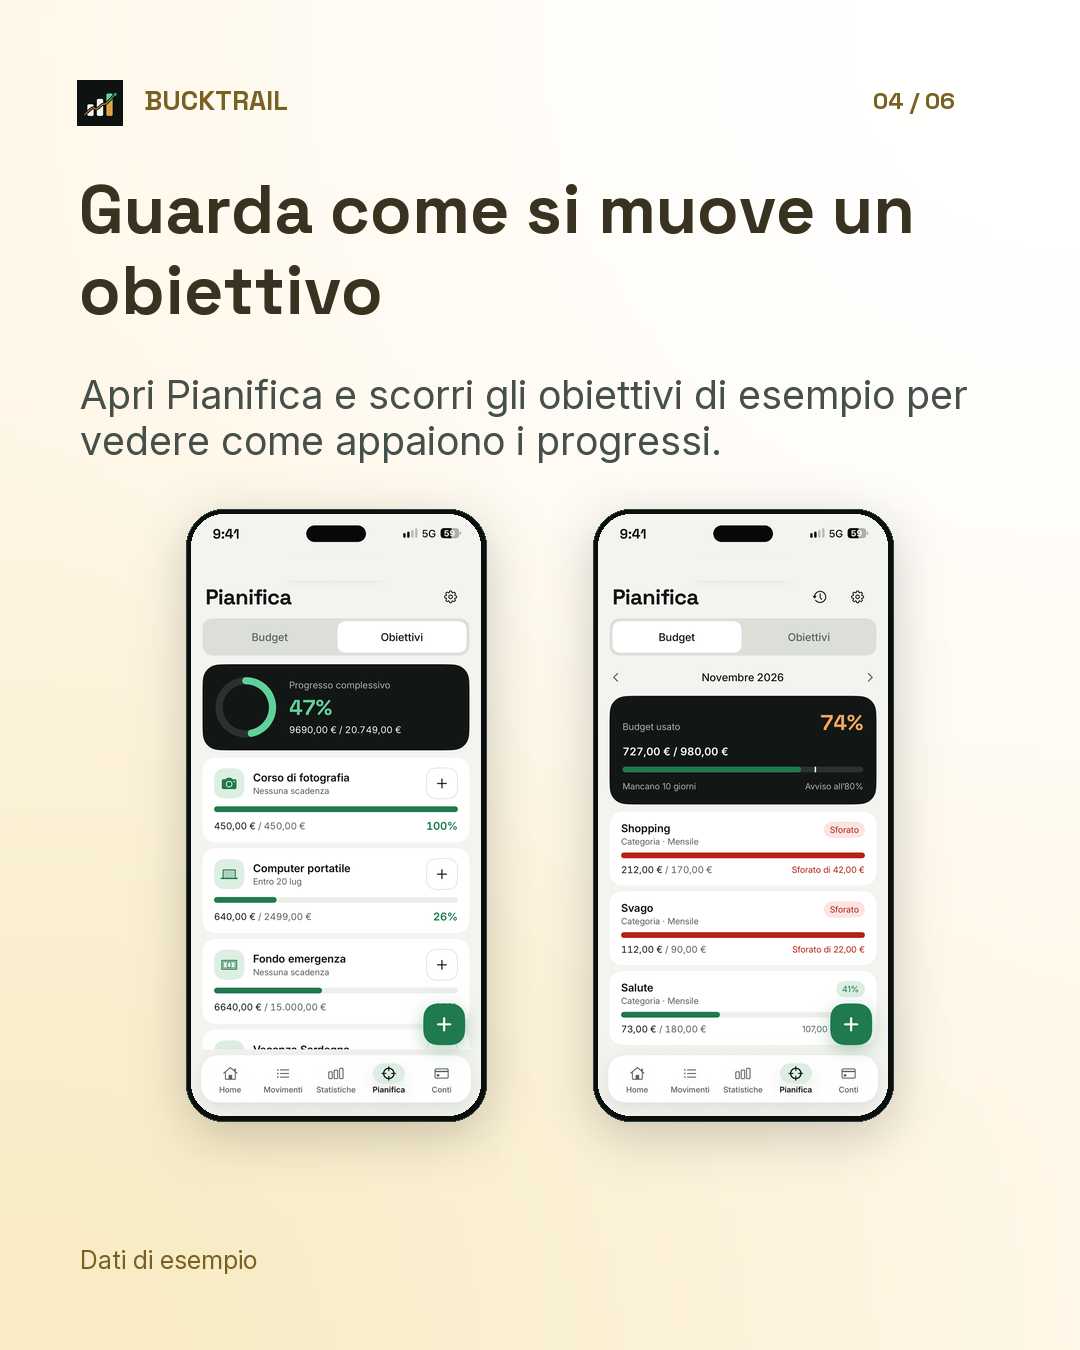 BUCKTRAIL
04 / 06
Guarda come si muove un
obiettivo
Apri Pianifica e scorri gli obiettivi di esempio per
vedere come appaiono i progressi.
9:41
5G 59
Pianifica
Budget
Obiettivi
Progresso complessivo
47%
9690,00 € / 20.749,00 €
Corso di fotografia
Nessuna scadenza
450,00 € / 450,00 €
100%
Computer portatile
Entro 20 lug
640,00 € / 2499,00 €
26%
Fondo emergenza
Nessuna scadenza
6640,00 € / 15.000,00 €
Vacanze Sardegna
Home
Movimenti
Statistiche
Pianifica
Conti
9:41
5G 59
Pianifica
Budget
Obiettivi
Novembre 2026
Budget usato
74%
727,00 € / 980,00 €
Mancano 10 giorni
Avviso all'80%
Shopping
Sforato
Categoria · Mensile
212,00 € / 170,00 €
Sforato di 42,00 €
Svago
Sforato
Categoria · Mensile
112,00 € / 90,00 €
Sforato di 22,00 €
Salute
41%
Categoria · Mensile
73,00 € / 180,00 €
107,00
Home
Movimenti
Statistiche
Pianifica
Conti
Dati di esempio